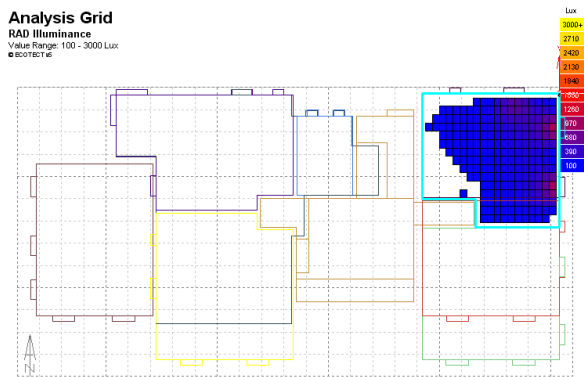 Analysis Grid
RAD Illuminance
Value Range: 100 - 3000 Lux
© ECOTECT v5
Lux
3000+
2710
2420
2130
1840
1550
1260
970
680
390
100
N